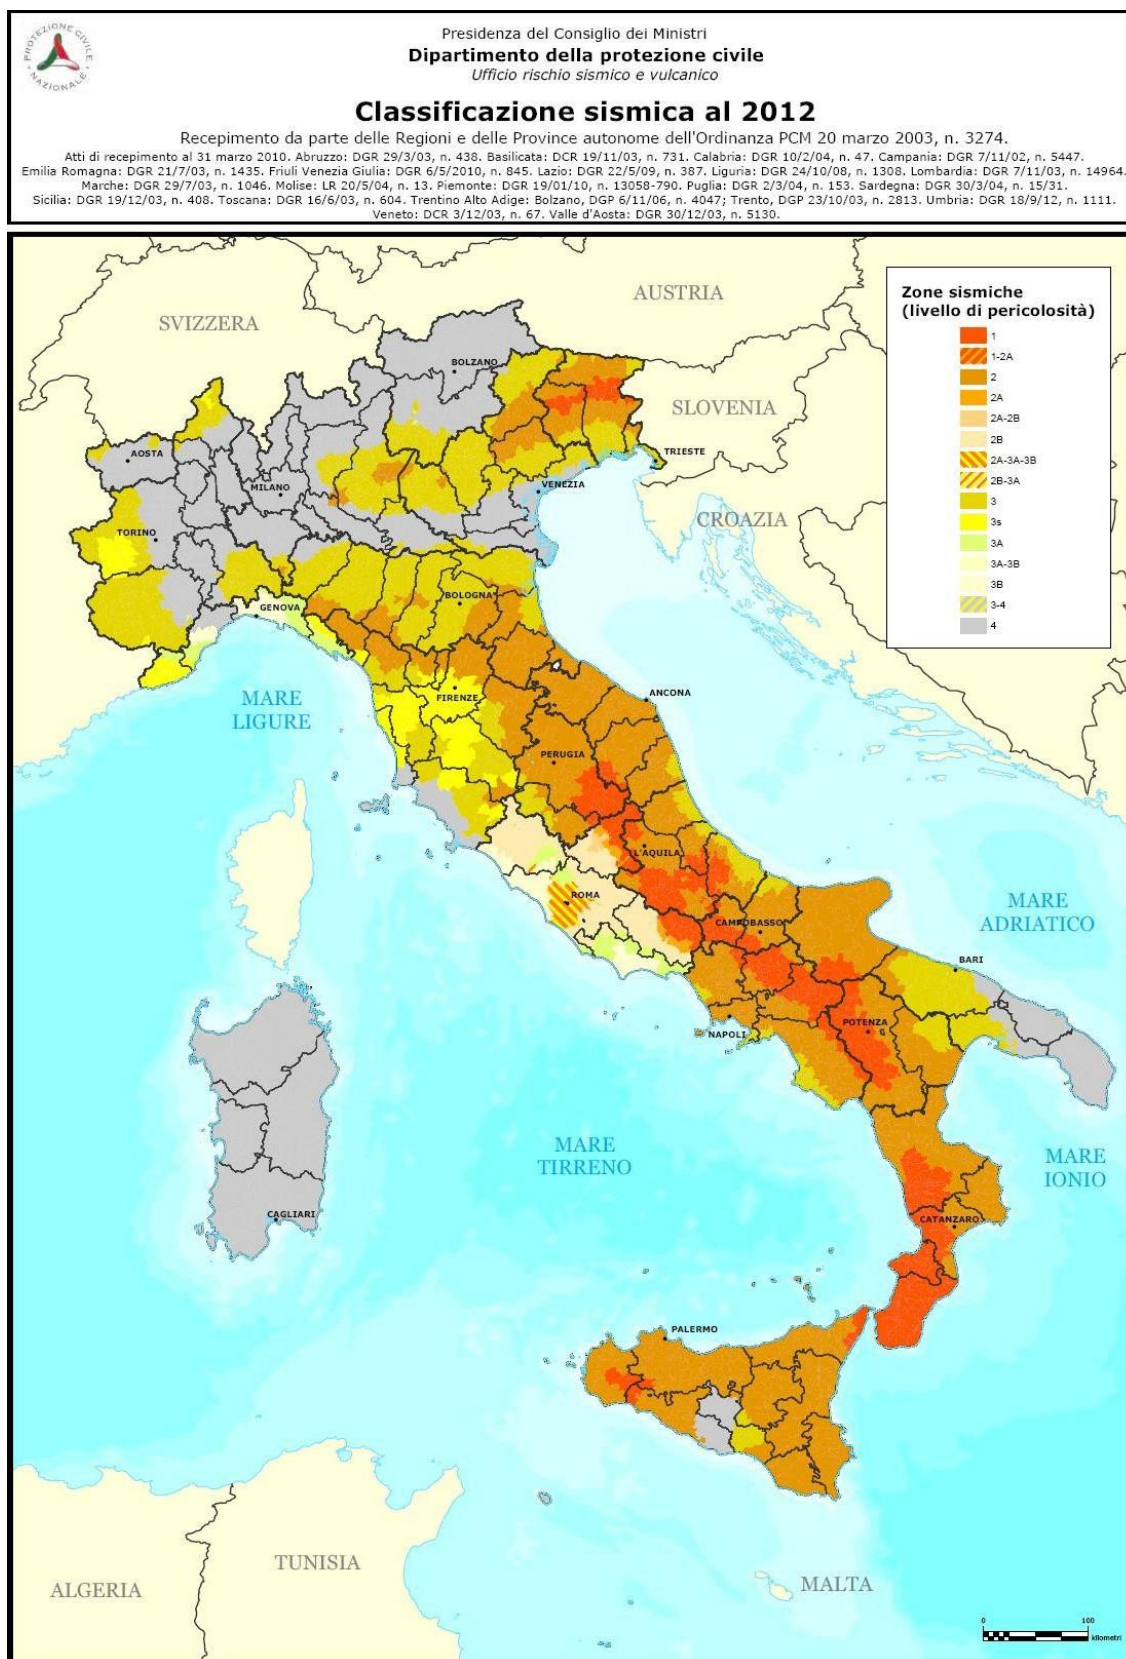 PROTEZIONE CIVILE
NAZIONALE
Presidenza del Consiglio dei Ministri
Dipartimento della protezione civile
Ufficio rischio sismico e vulcanico
Classificazione sismica al 2012
Recepimento da parte delle Regioni e delle Province autonome dell'Ordinanza PCM 20 marzo 2003, n. 3274.
Atti di recepimento al 31 marzo 2010. Abruzzo: DGR 29/3/03, n. 438. Basilicata: DCR 19/11/03, n. 731. Calabria: DGR 10/2/04, n. 47. Campania: DGR 7/11/02, n. 5447.
Emilia Romagna: DGR 21/7/03, n. 1435. Friuli Venezia Giulia: DGR 6/5/2010, n. 845. Lazio: DGR 22/5/09, n. 387. Liguria: DGR 24/10/08, n. 1308. Lombardia: DGR 7/11/03, n. 14964.
Marche: DGR 29/7/03, n. 1046. Molise: LR 20/5/04, n. 13. Piemonte: DGR 19/01/10, n. 13058-790. Puglia: DGR 2/3/04, n. 153. Sardegna: DGR 30/3/04, n. 15/31.
Sicilia: DGR 19/12/03, n. 408. Toscana: DGR 16/6/03, n. 604. Trentino Alto Adige: Bolzano, DGP 6/11/06, n. 4047; Trento, DGP 23/10/03, n. 2813. Umbria: DGR 18/9/12, n. 1111.
Veneto: DCR 3/12/03, n. 67. Valle d'Aosta: DGR 30/12/03, n. 5130.
Zone sismiche
(livello di pericolosità)
1
1-2A
2
2A
2A-2B
2B
2A-3A-3B
2B-3A
3
3s
3A
3A-3B
3B
3-4
4
AUSTRIA
SVIZZERA
BOLZANO
SLOVENIA
AOSTA
TRIESTE
MILANO
VENEZIA
CROAZIA
TORINO
GENOVA
BOLOGNA
MARE
LIGURE
FIRENZE
ANCONA
PERUGIA
L'AQUILA
ROMA
MARE
ADRIATICO
CAMPOBASSO
BARI
NAPOLI
POTENZA
MARE
TIRRENO
MARE
IONIO
CAGLIARI
CATANZARO
PALERMO
TUNISIA
ALGERIA
MALTA
0
100
kilometri